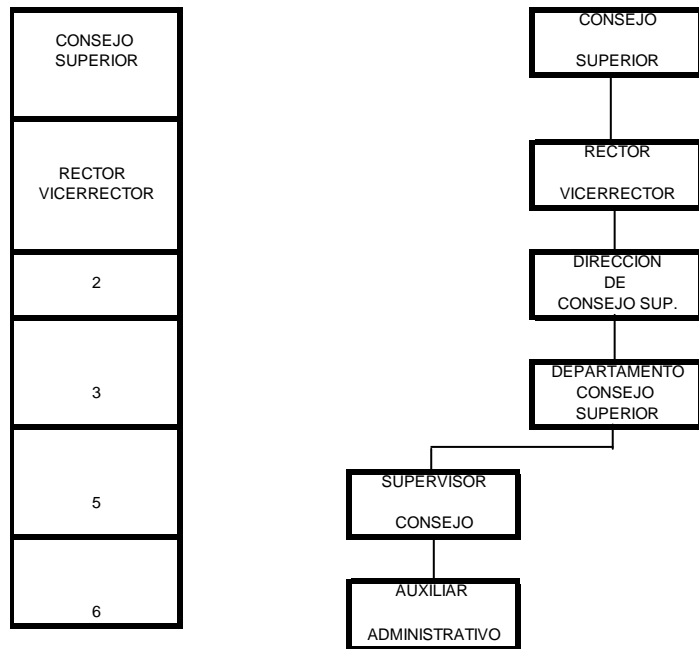 CONSEJO
SUPERIOR
RECTOR
VICERRECTOR
2
3
5
6
CONSEJO
SUPERIOR
RECTOR
VICERRECTOR
DIRECCION
DE
CONSEJO SUP.
DEPARTAMENTO
CONSEJO
SUPERIOR
SUPERVISOR
CONSEJO
AUXILIAR
ADMINISTRATIVO